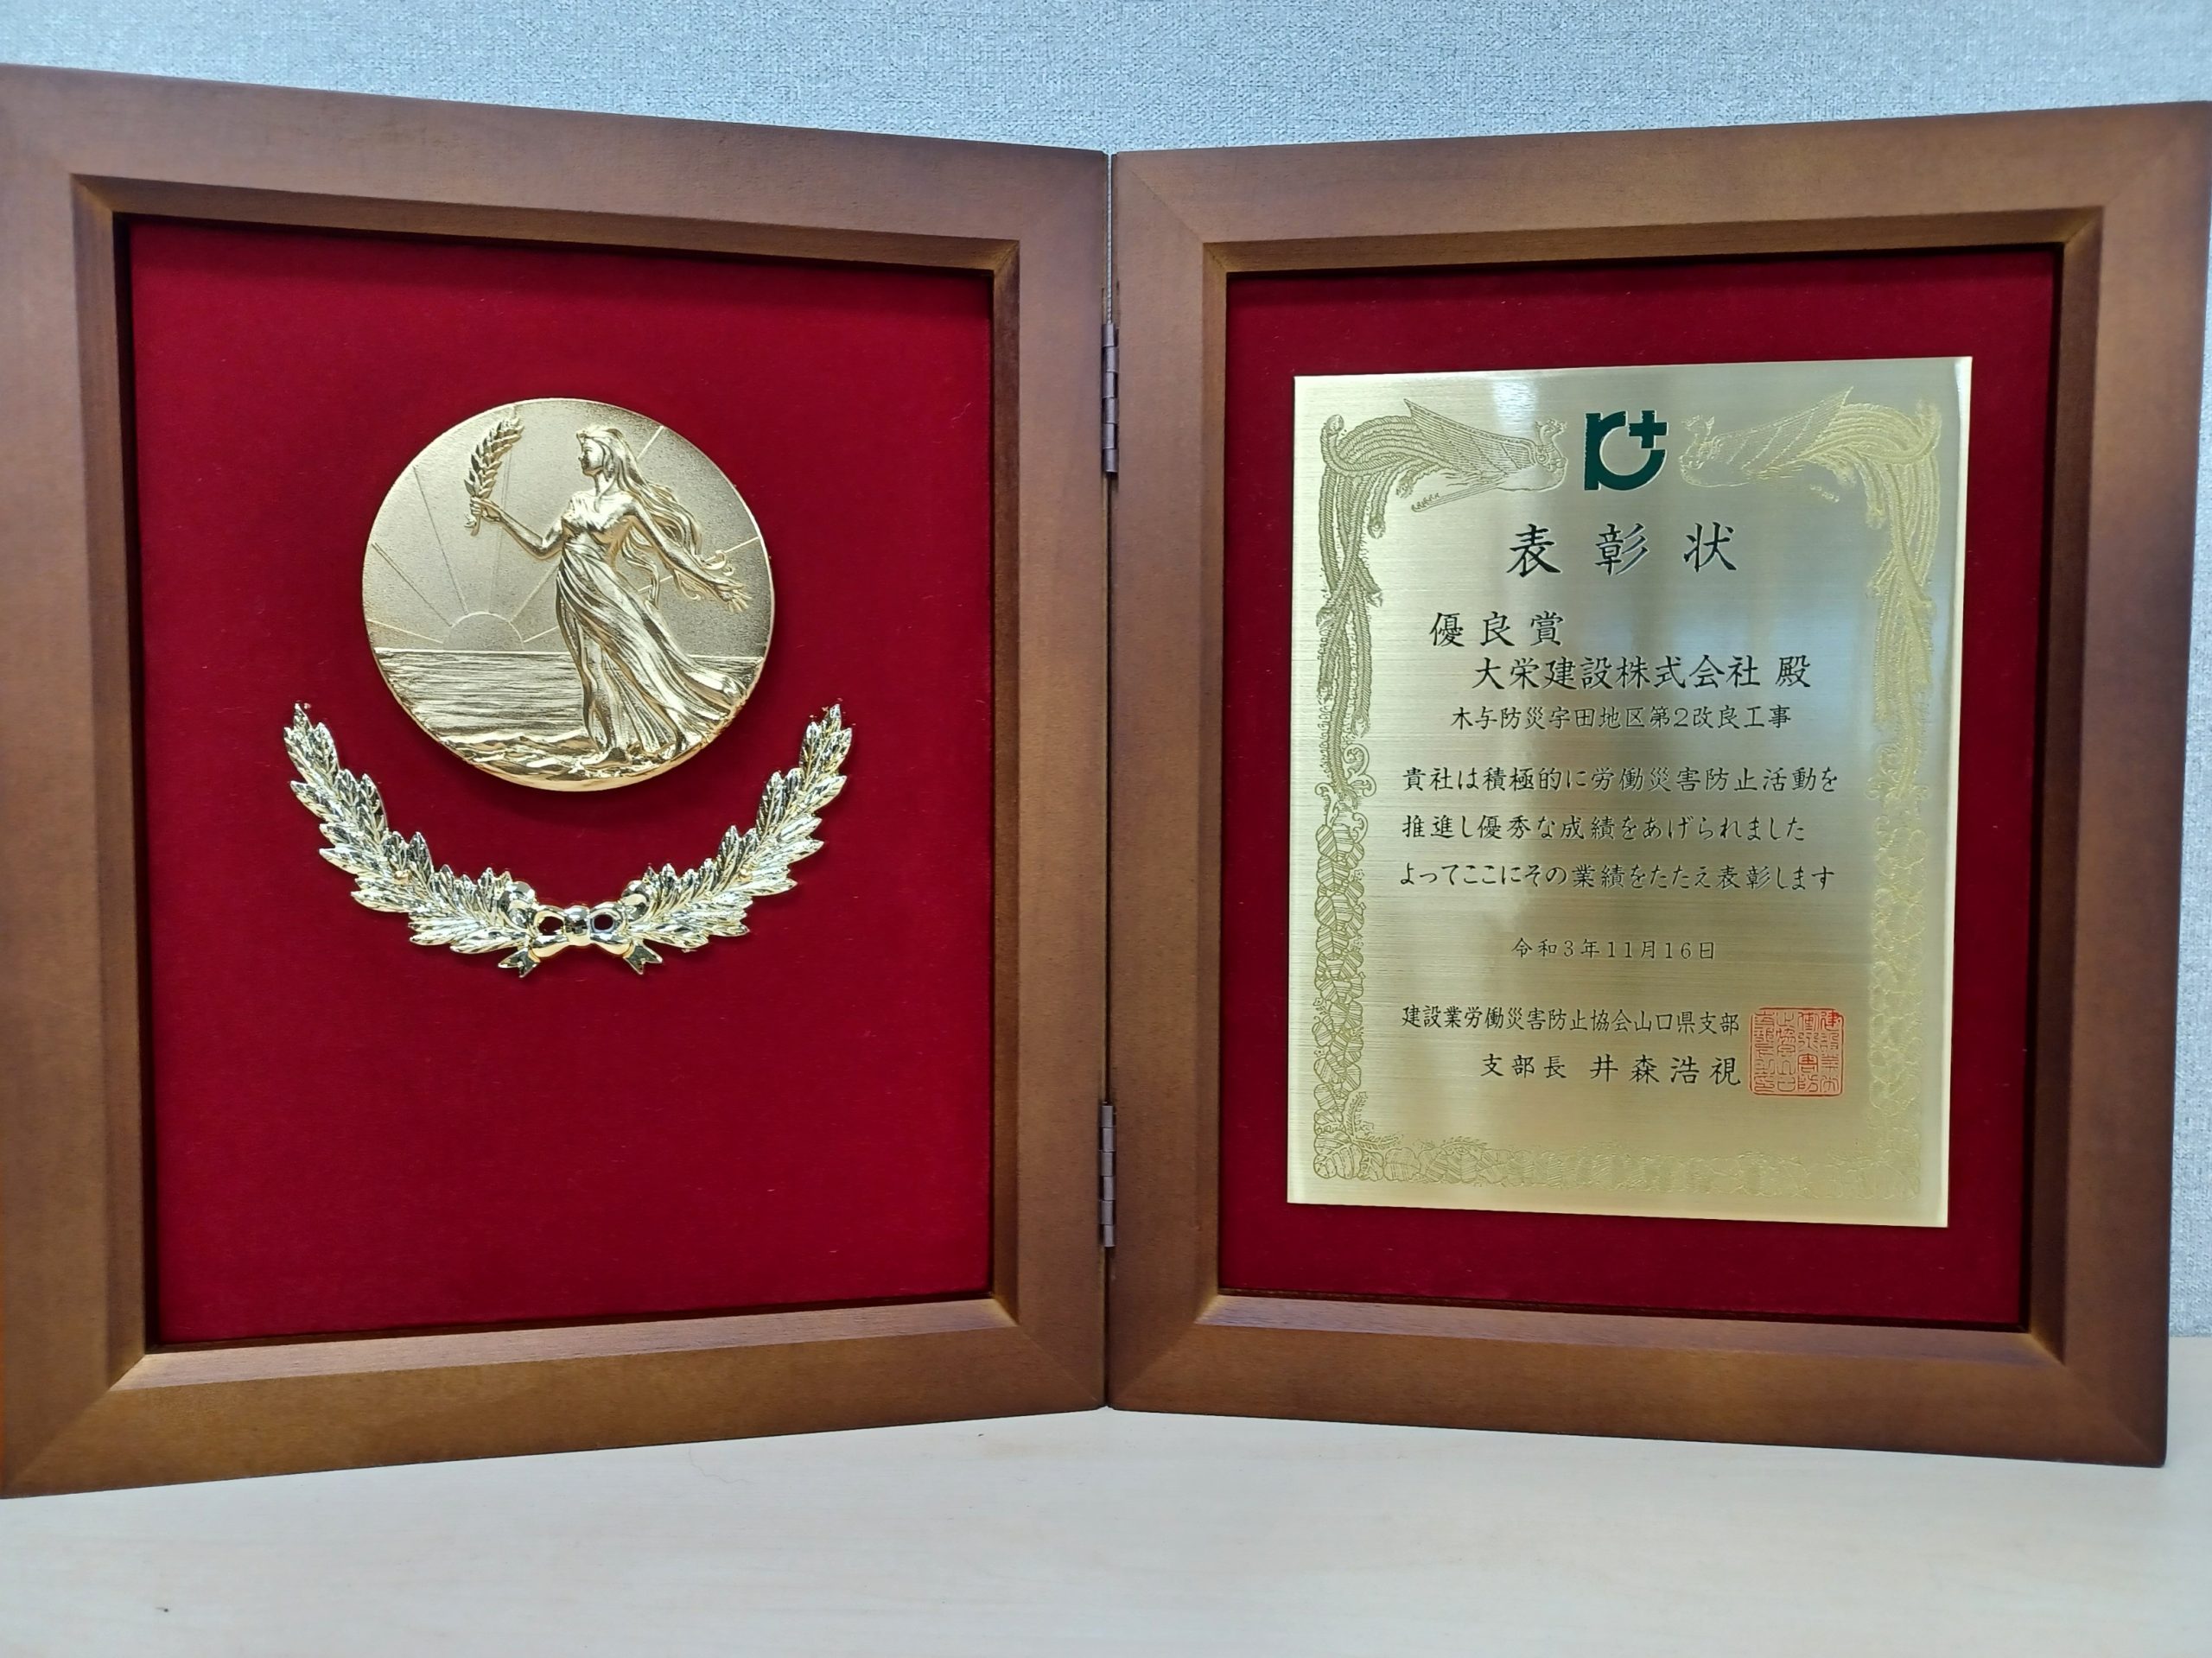 表彰状
優良賞
大栄建設株式会社 殿
木与防災宇田地区第2改良工事
貴社は積極的に労働災害防止活動を
推進し優秀な成績をあげられました
よってここにその業績をたたえ表彰します
令和3年11月16日
建設業労働災害防止協会山口県支部
支部長 井森浩視